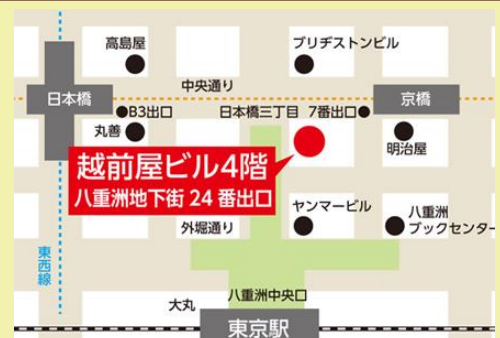 高島屋
ブリヂストンビル
中央通り
日本橋
京橋
B3出口
日本橋三丁目 7番出口
丸善
明治屋
越前屋ビル4階
八重洲地下街 24 番出口
ヤンマービル
八重洲
ブックセンター
外堀通り
東西線
大丸
八重洲中央口
東京駅